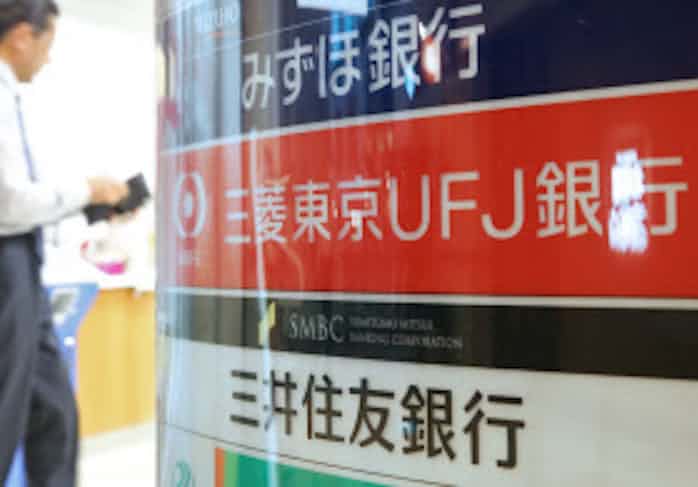 MIZUHO
みずほ銀行
三菱東京UFJ銀行
SMBC
SUMITOMO MITSUI
BANKING CORPORATION
三井住友銀行